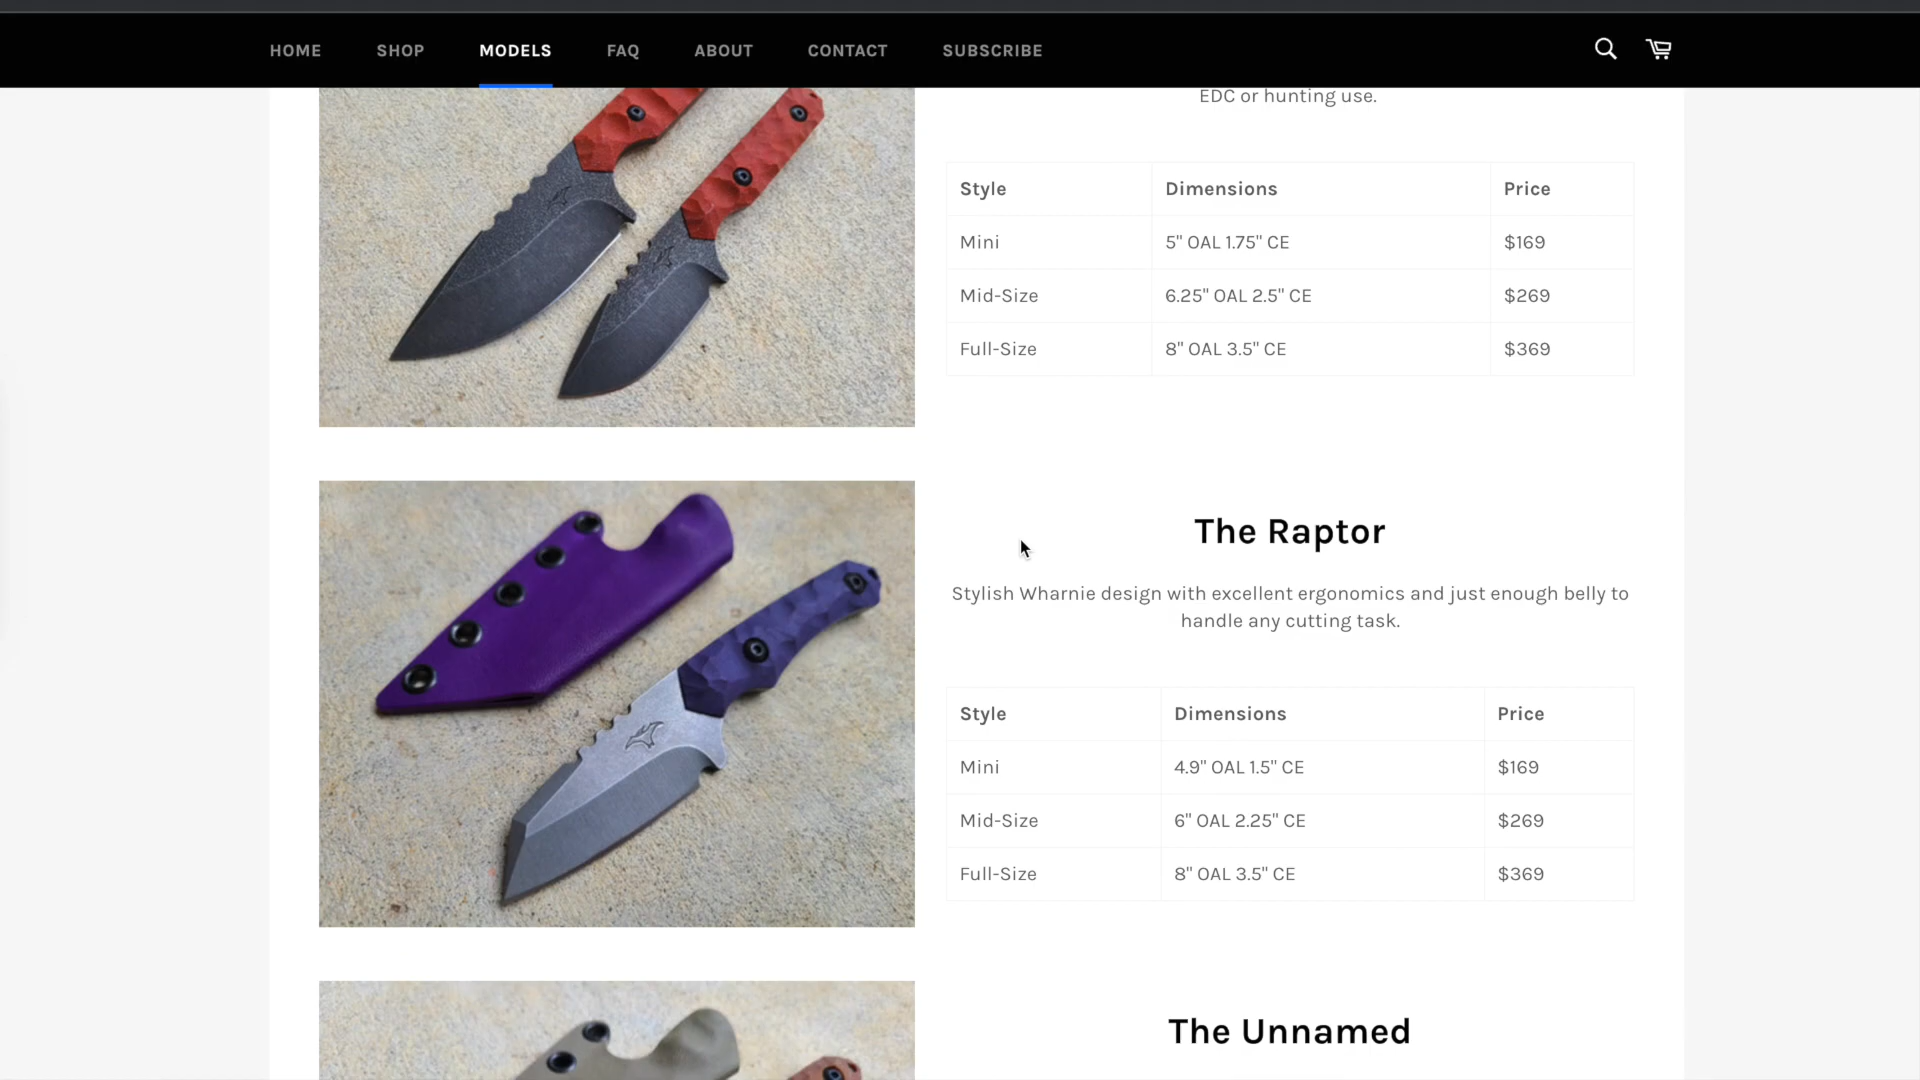 HOME SHOP MODELS FAQ ABOUT CONTACT SUBSCRIBE
EDC or hunting use.
Style Dimensions Price
Mini 5" OAL 1.75" CE $169
Mid-Size 6.25" OAL 2.5" CE $269
Full-Size 8" OAL 3.5" CE $369
The Raptor
Stylish Wharnie design with excellent ergonomics and just enough belly to
handle any cutting task.
Style Dimensions Price
Mini 4.9" OAL 1.5" CE $169
Mid-Size 6" OAL 2.25" CE $269
Full-Size 8" OAL 3.5" CE $369
The Unnamed